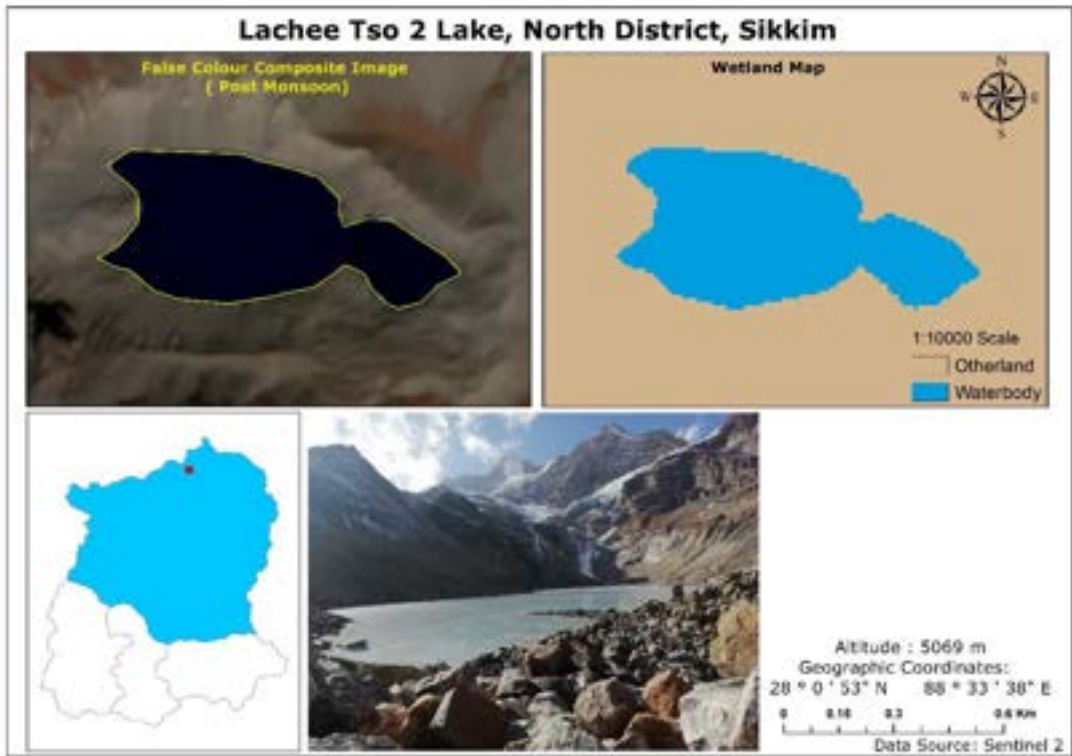 Lachee Tso 2 Lake, North District, Sikkim
False Colour Composite Image
( Post Monsoon)
Wetland Map
N
W
E
S
1:10000 Scale
Otherland
Waterbody
Altitude : 5069 m
Geographic Coordinates:
28 ° 0 ' 53" N 88 ° 33 ' 38" E
0 0.16 0.3 0.6 Km
Data Source: Sentinel 2